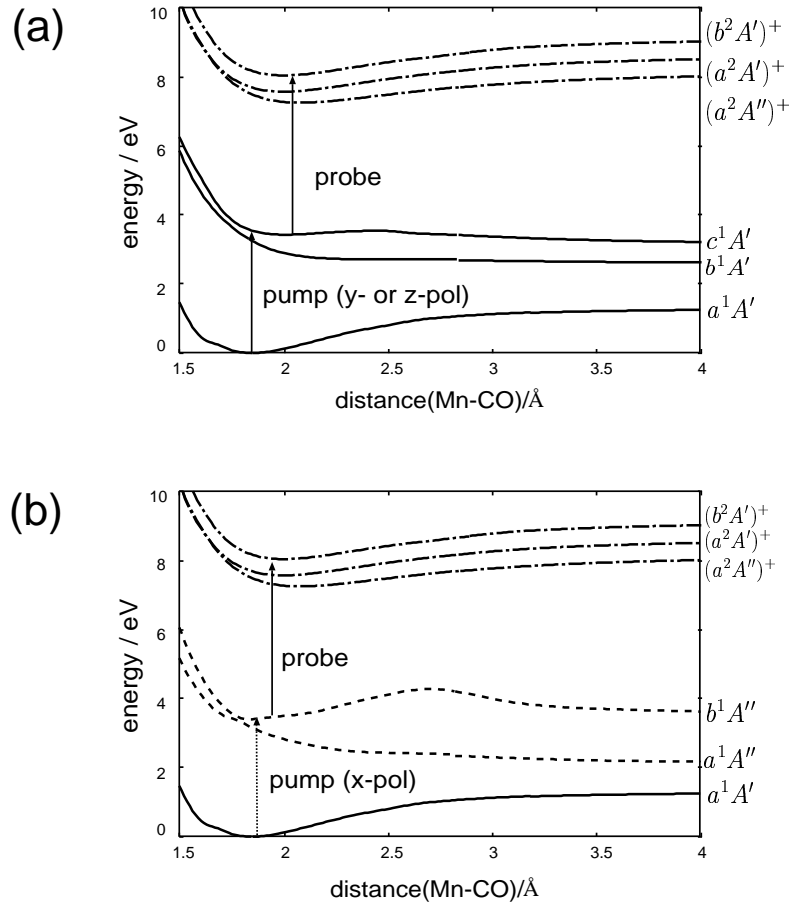 (a)
10
8
6
4
2
0
energy / eV
1.5 2 2.5 3 3.5 4
distance(Mn-CO)/Å
probe
pump (y- or z-pol)
(b²A′)⁺
(a²A′)⁺
(a²A″)⁺
c¹A′
b¹A′
a¹A′
(b)
10
8
6
4
2
0
energy / eV
1.5 2 2.5 3 3.5 4
distance(Mn-CO)/Å
probe
pump (x-pol)
(b²A′)⁺
(a²A′)⁺
(a²A″)⁺
b¹A″
a¹A″
a¹A′